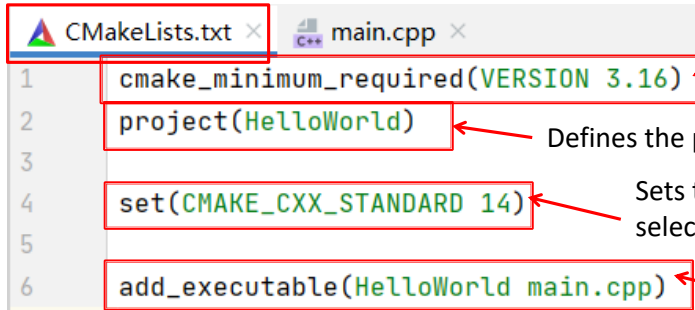 CMakeLists.txt × main.cpp ×
1 cmake_minimum_required(VERSION 3.16)
2 project(HelloWorld)
Defines the
3
Sets
4 set(CMAKE_CXX_STANDARD 14)
5
6 add_executable(HelloWorld main.cpp)